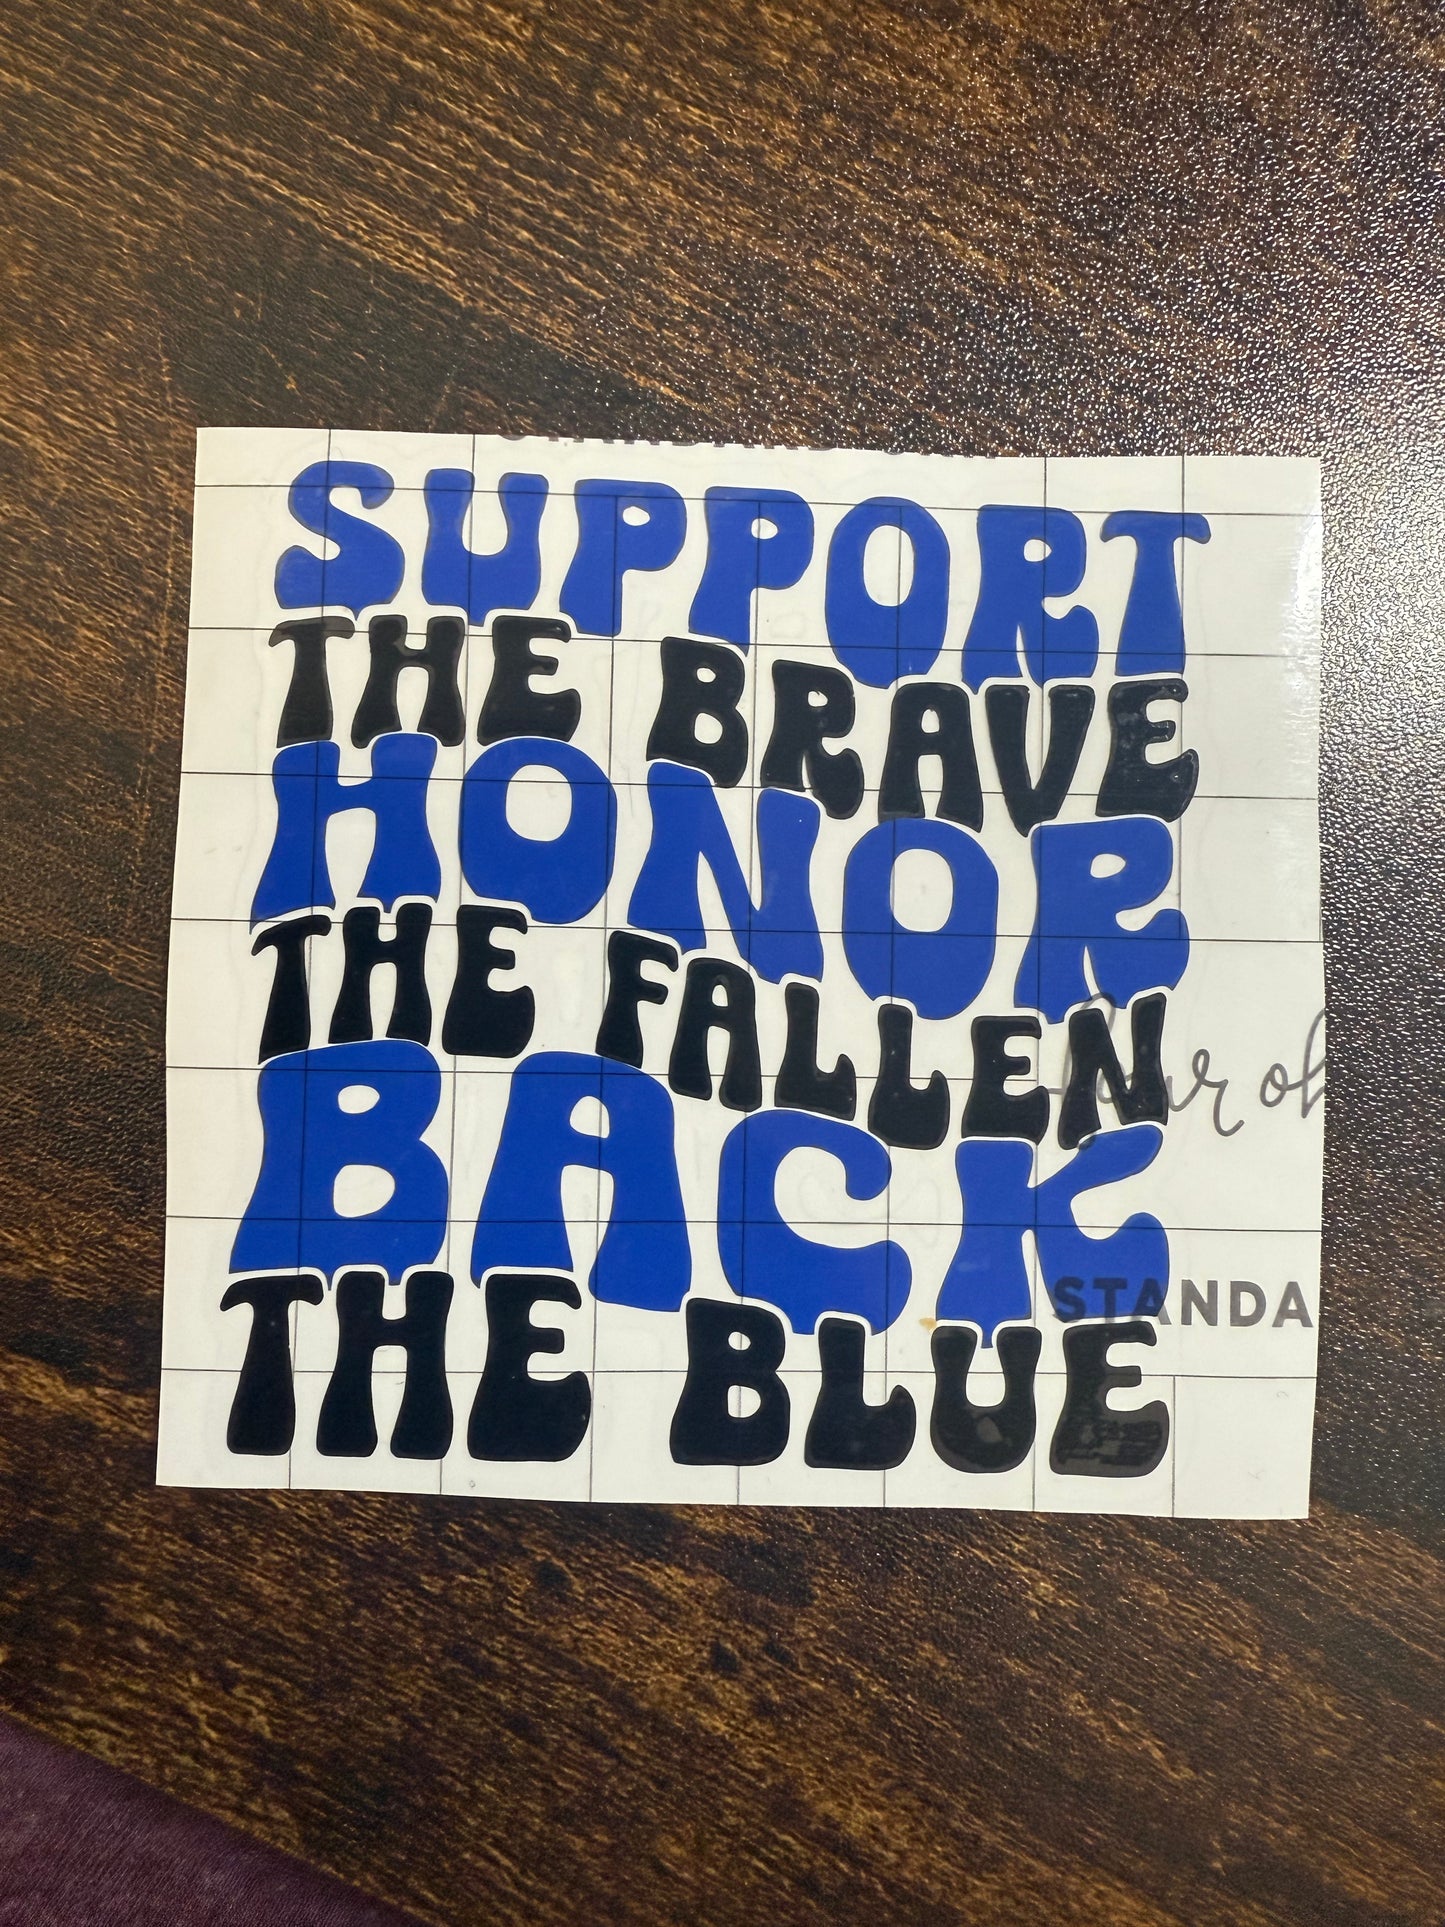 SUPPORT
THE BRAVE
HONOR
THE FALLEN
BACK
THE BLUE
STANDA